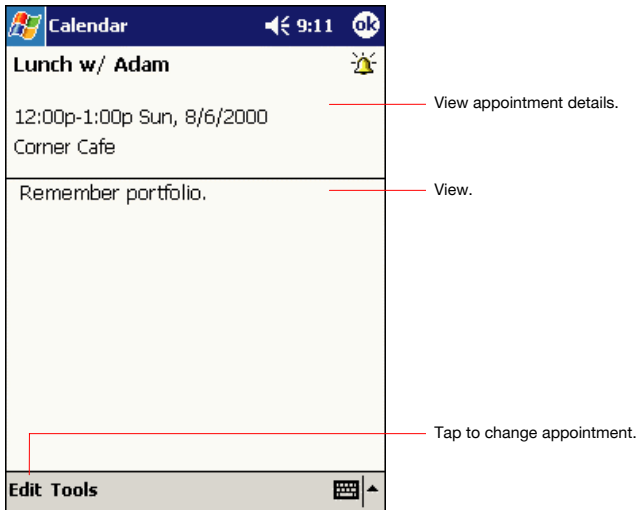 Calendar 9:11 ok
Lunch w/ Adam
12:00p-1:00p Sun, 8/6/2000
Corner Cafe
View appointment details.
Remember portfolio.
View.
Tap to change appointment.
Edit Tools